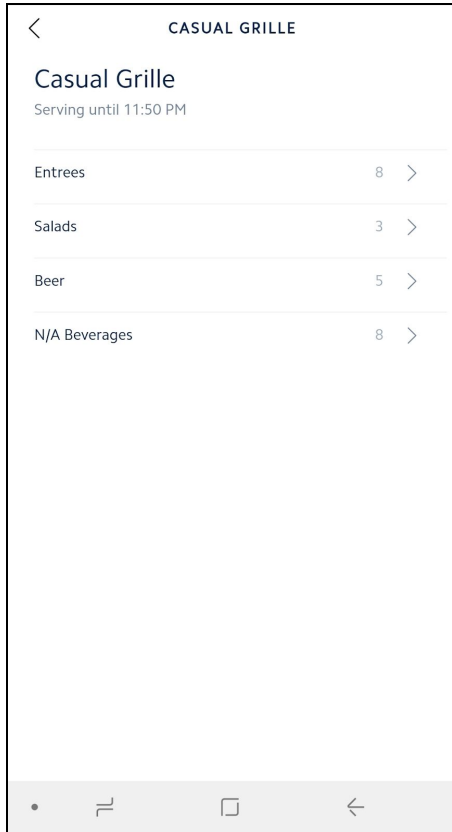 CASUAL GRILLE
Casual Grille
Serving until 11:50 PM
Entrees 8
Salads 3
Beer 5
N/A Beverages 8